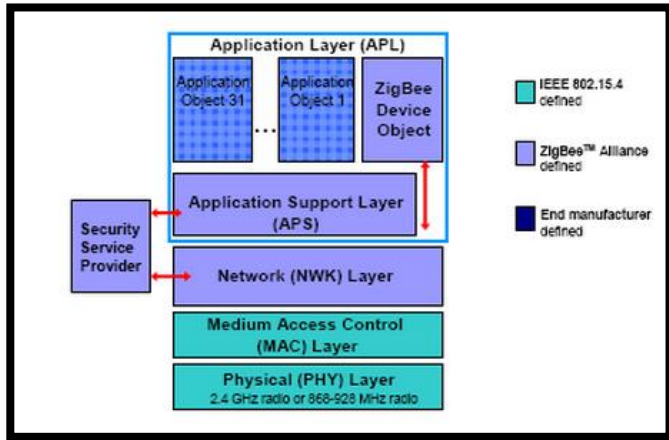 Application Layer (APL)
Application
Object 31
...
Application
Object 1
ZigBee
Device
Object
Application Support Layer
(APS)
Security
Service
Provider
Network (NWK) Layer
Medium Access Control
(MAC) Layer
Physical (PHY) Layer
2.4 GHz radio or 868-928 MHz radio
IEEE 802.15.4
defined
ZigBee™ Alliance
defined
End manufacturer
defined